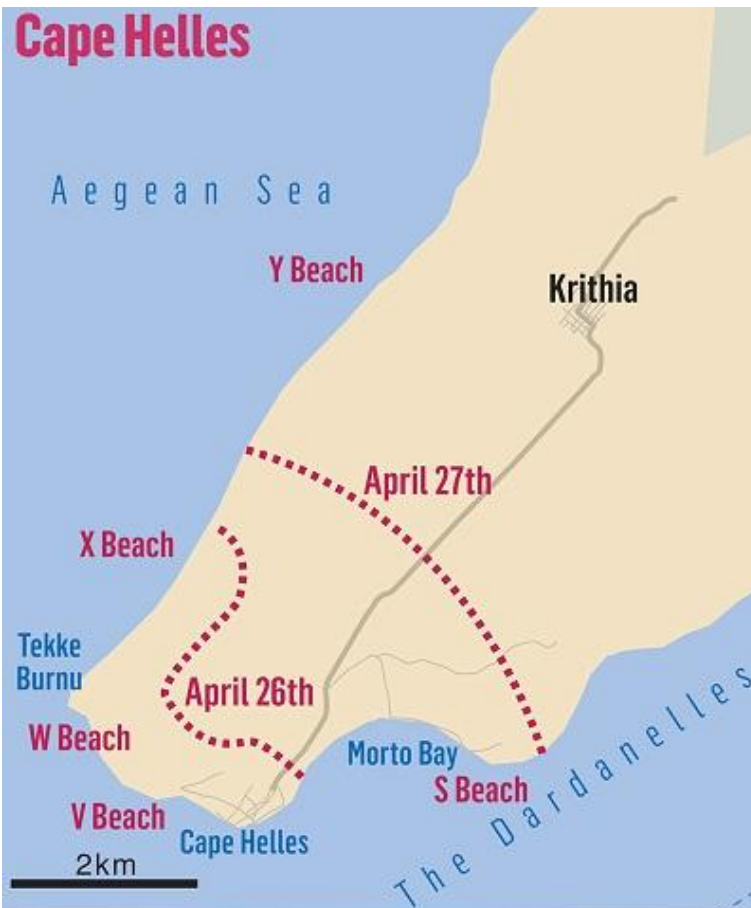 Cape Helles
Aegean Sea
Y Beach
Krithia
April 27th
X Beach
Tekke
Burnu
April 26th
W Beach
Morto Bay
S Beach
V Beach
Cape Helles
The Dardanelles
2km